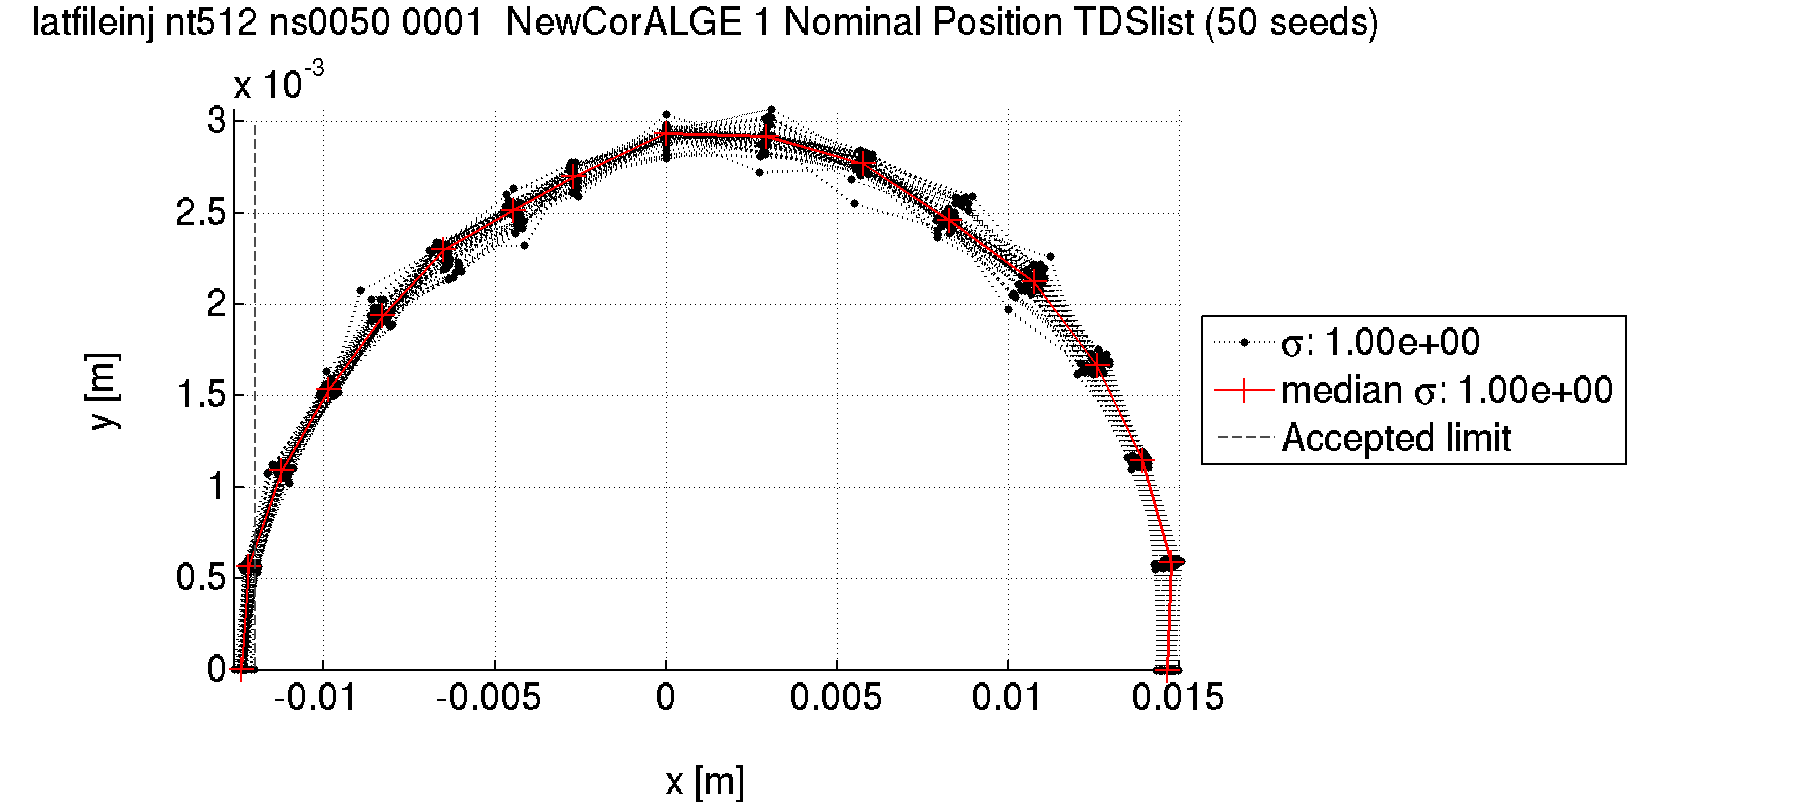 latfileinj nt512 ns0050 0001  NewCorALGE 1 Nominal Position TDSlist (50 seeds)
x 10^-3
3
2.5
2
1.5
1
0.5
0
y [m]
-0.01 -0.005 0 0.005 0.01 0.015
x [m]
σ: 1.00e+00
median σ: 1.00e+00
Accepted limit